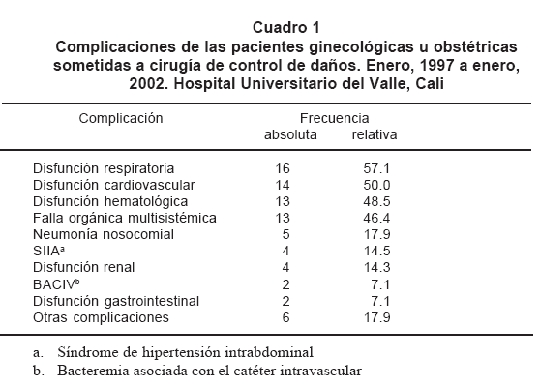 Cuadro 1
Complicaciones de las pacientes ginecológicas u obstétricas
sometidas a cirugía de control de daños. Enero, 1997 a enero,
2002. Hospital Universitario del Valle, Cali
Complicación Frecuencia
absoluta relativa
Disfunción respiratoria 16 57.1
Disfunción cardiovascular 14 50.0
Disfunción hematológica 13 48.5
Falla orgánica multisistémica 13 46.4
Neumonía nosocomial 5 17.9
SIIAª 4 14.5
Disfunción renal 4 14.3
BACIVᵇ 2 7.1
Disfunción gastrointestinal 2 7.1
Otras complicaciones 6 17.9
a. Síndrome de hipertensión intrabdominal
b. Bacteremia asociada con el catéter intravascular